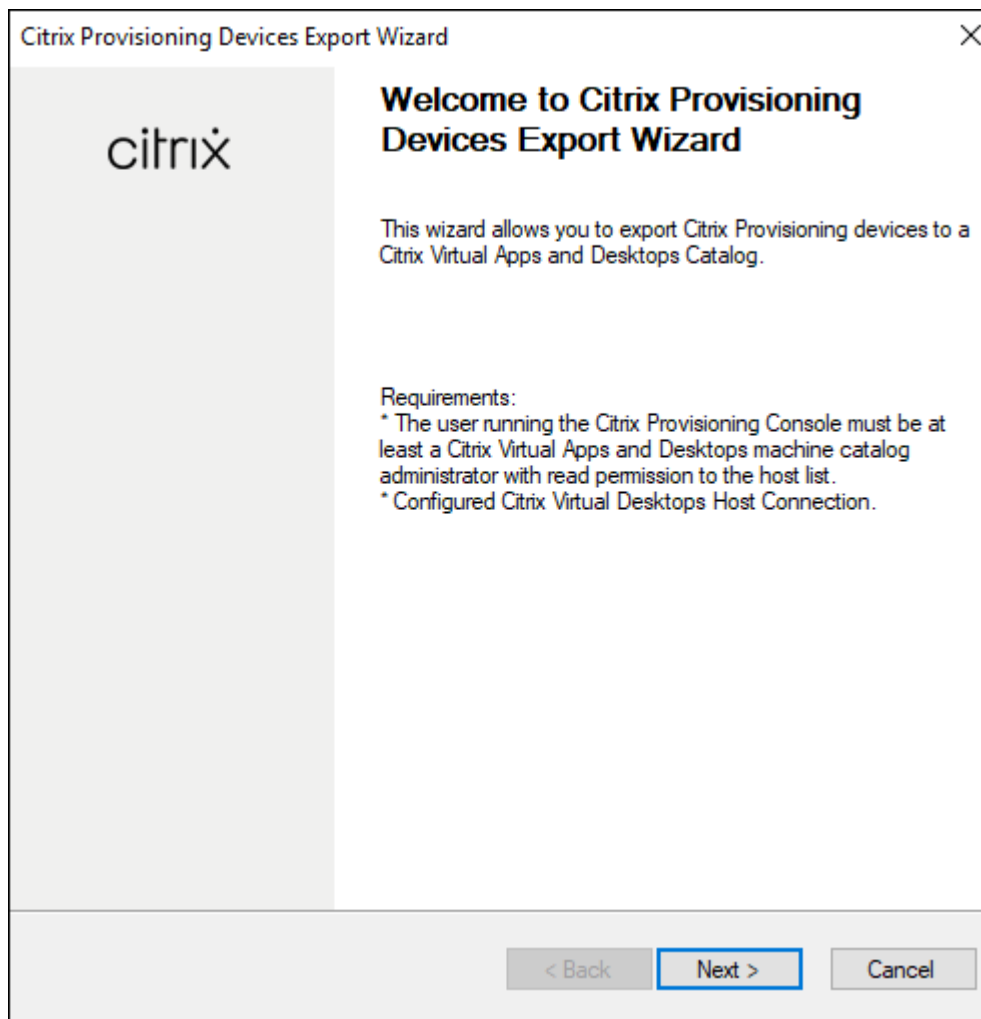 Citrix Provisioning Devices Export Wizard
citrix
Welcome to Citrix Provisioning
Devices Export Wizard
This wizard allows you to export Citrix Provisioning devices to a
Citrix Virtual Apps and Desktops Catalog.
Requirements:
* The user running the Citrix Provisioning Console must be at
least a Citrix Virtual Apps and Desktops machine catalog
administrator with read permission to the host list.
* Configured Citrix Virtual Desktops Host Connection.
< Back Next > Cancel